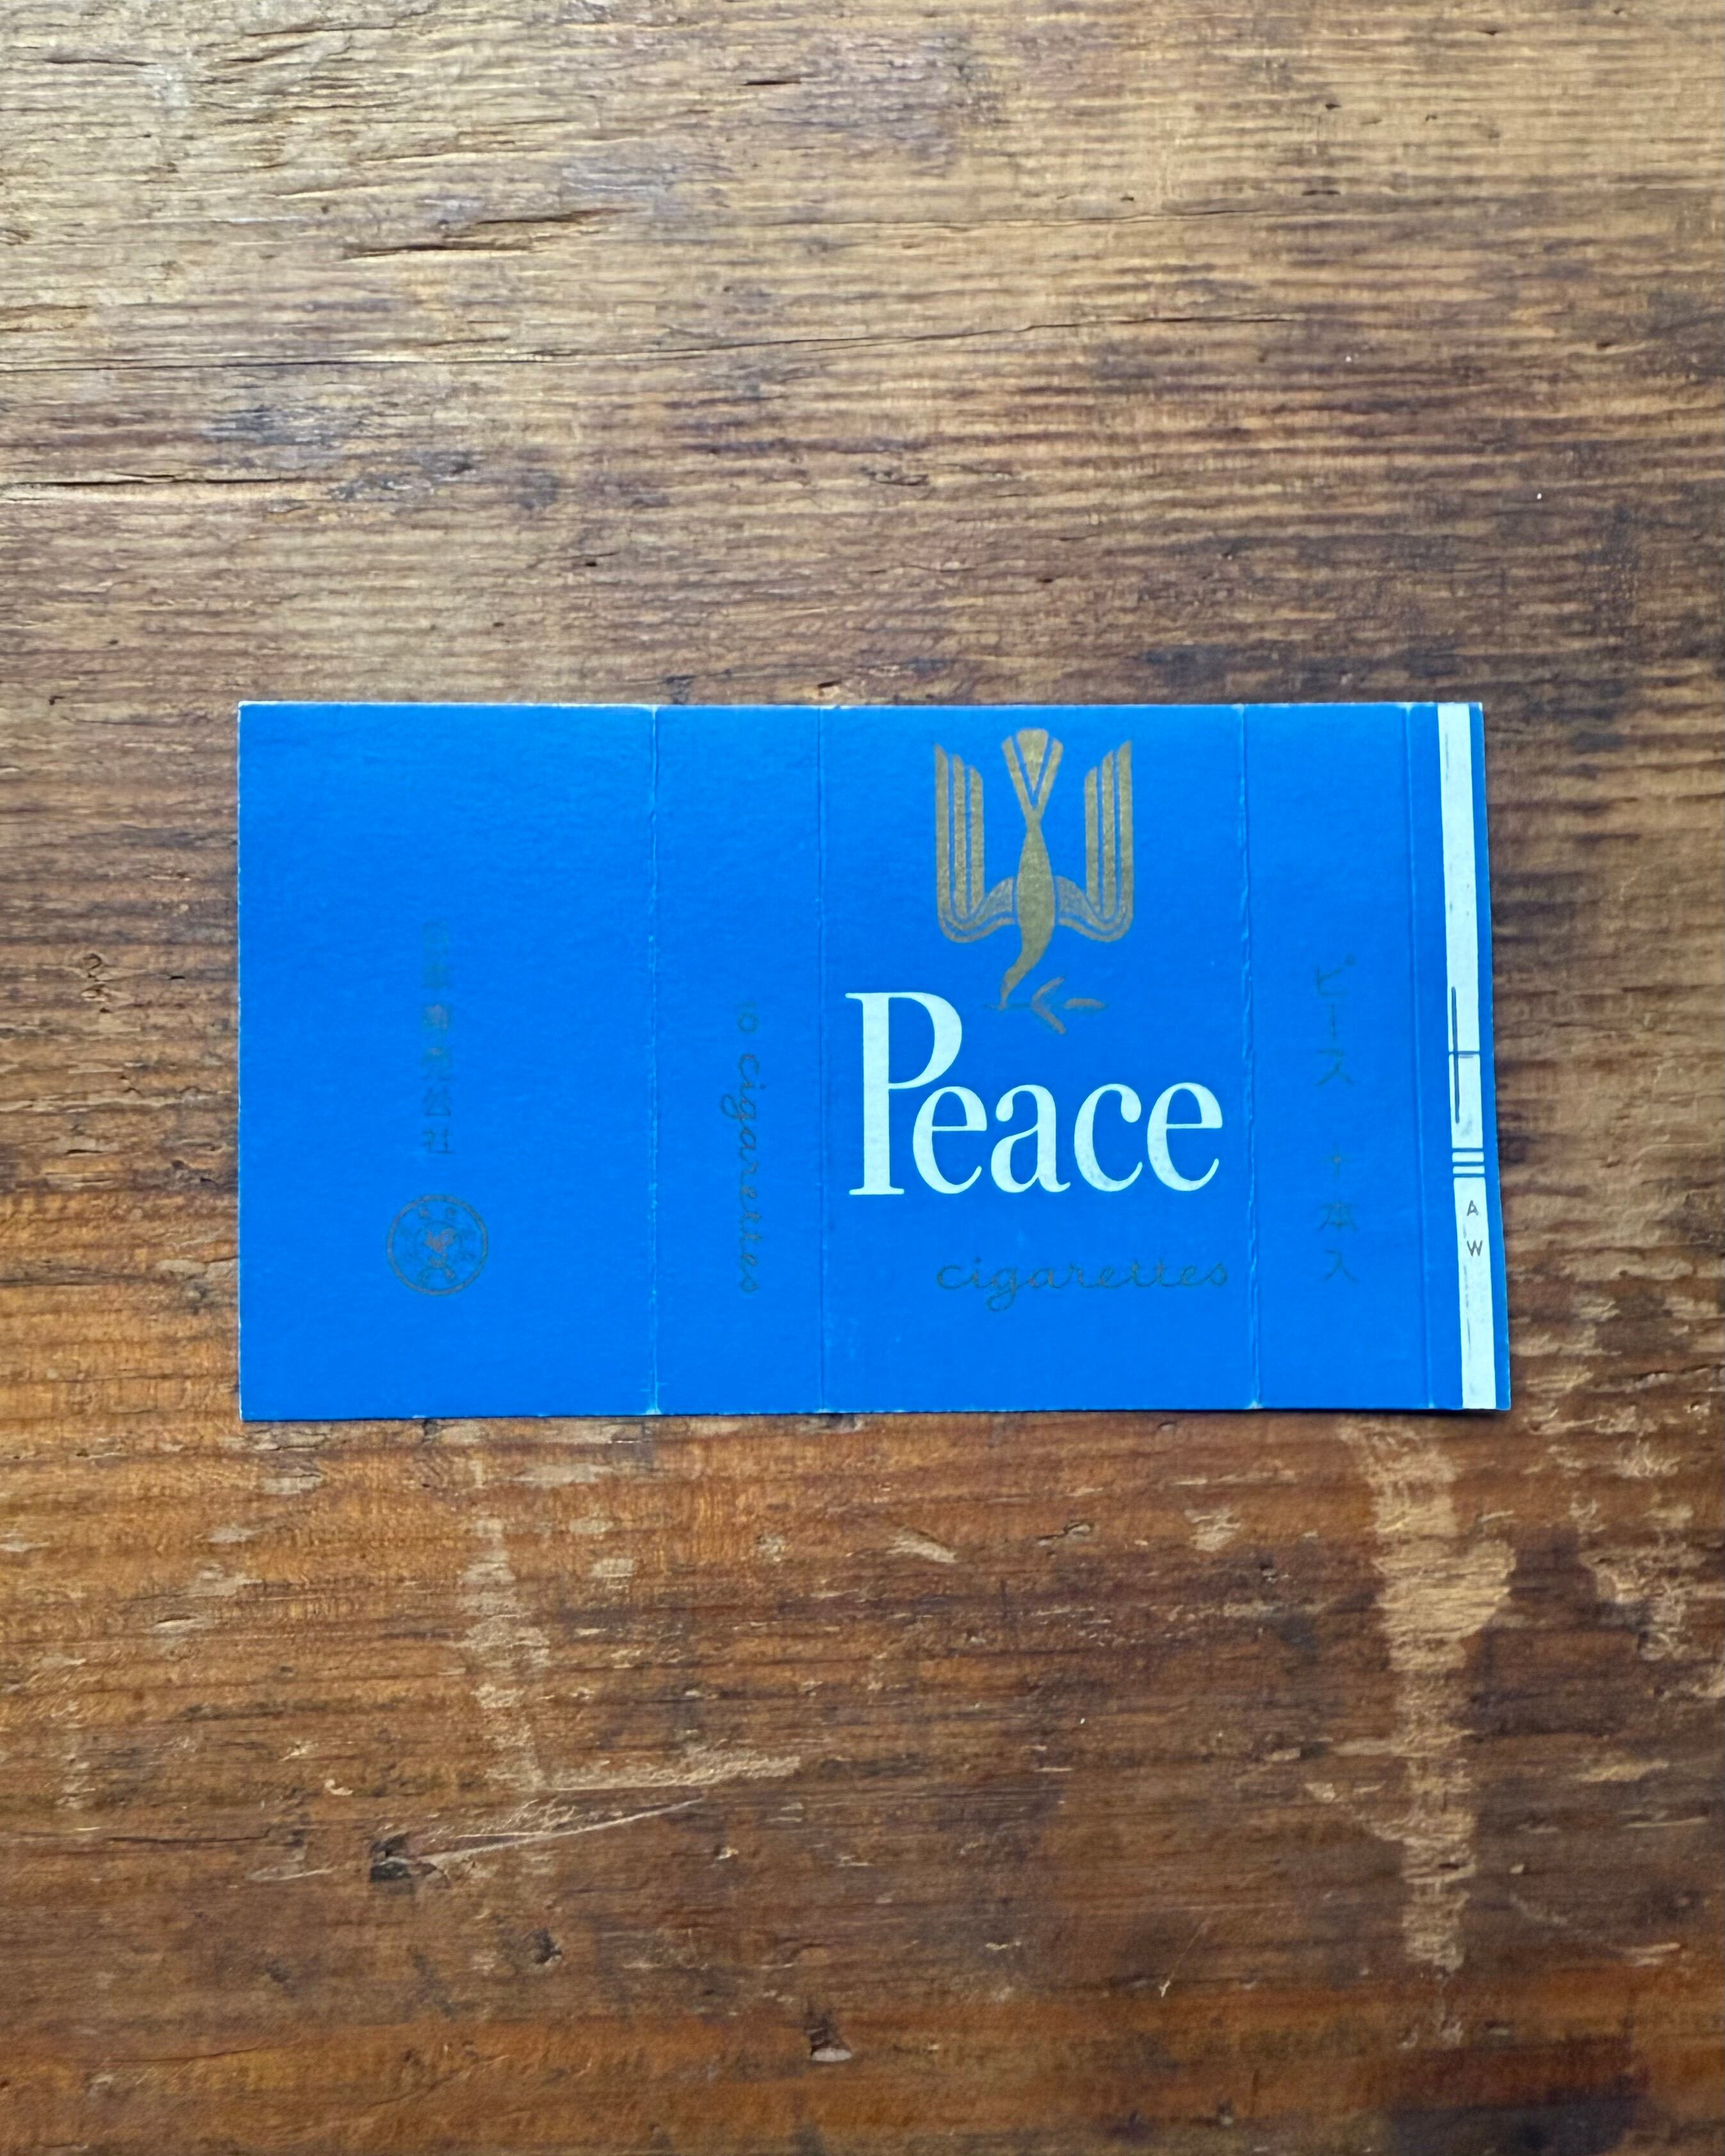 日本専売公社
10 cigarettes
Peace
cigarettes
ピース 十本入
A
W